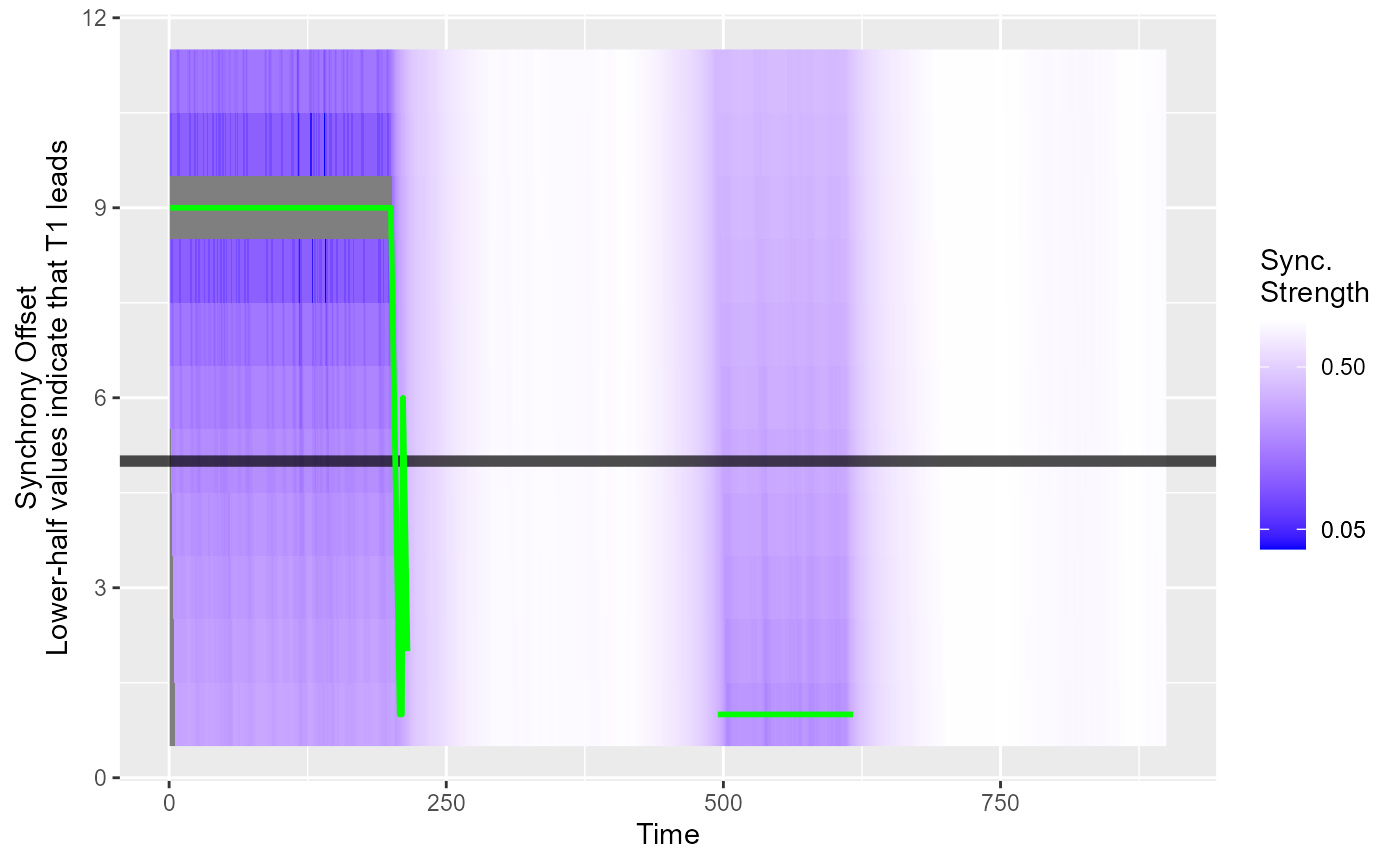 12
9
6
3
0
Synchrony Offset
Lower-half values indicate that T1 leads
0
250
500
750
Time
Sync.
Strength
0.50
0.05